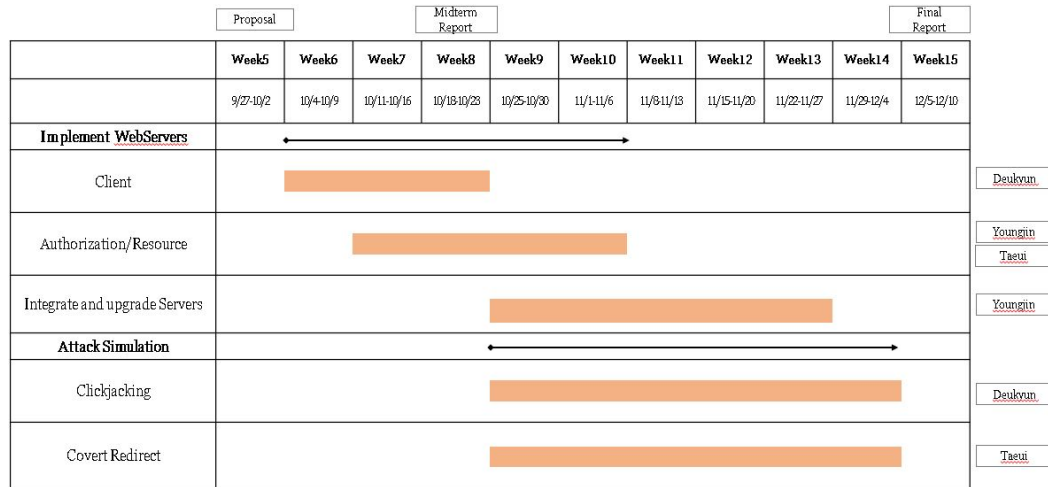 Proposal
Midterm
Report
Final
Report
Week5
Week6
Week7
Week8
Week9
Week10
Week11
Week12
Week13
Week14
Week15
9/27-10/2
10/4-10/9
10/11-10/16
10/18-10/23
10/25-10/30
11/1-11/6
11/8-11/13
11/15-11/20
11/22-11/27
11/29-12/4
12/5-12/10
Implement WebServers
Client
Deukyun
Authorization/Resource
Youngjin
Taeui
Integrate and upgrade Servers
Youngjin
Attack Simulation
Clickjacking
Deukyun
Covert Redirect
Taeui